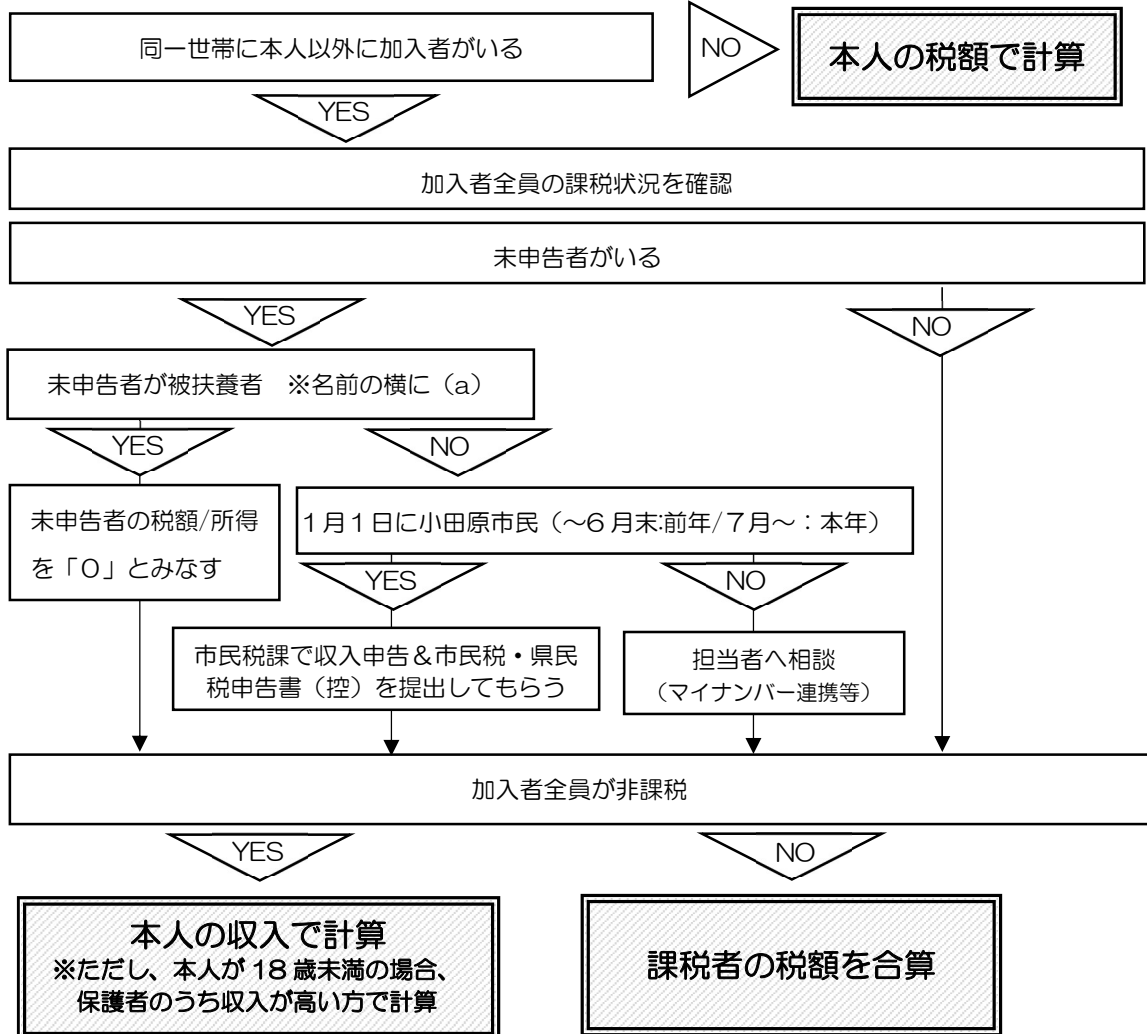 同一世帯に本人以外に加入者がいる
NO
本人の税額で計算
YES
加入者全員の課税状況を確認
未申告者がいる
YES
NO
未申告者が被扶養者　※名前の横に（a）
YES
NO
未申告者の税額/所得
を「０」とみなす
１月１日に小田原市民（～６月末:前年/７月～：本年）
YES
NO
市民税課で収入申告＆市民税・県民
税申告書（控）を提出してもらう
担当者へ相談
（マイナンバー連携等）
加入者全員が非課税
YES
NO
本人の収入で計算
※ただし、本人が 18 歳未満の場合、
保護者のうち収入が高い方で計算
課税者の税額を合算